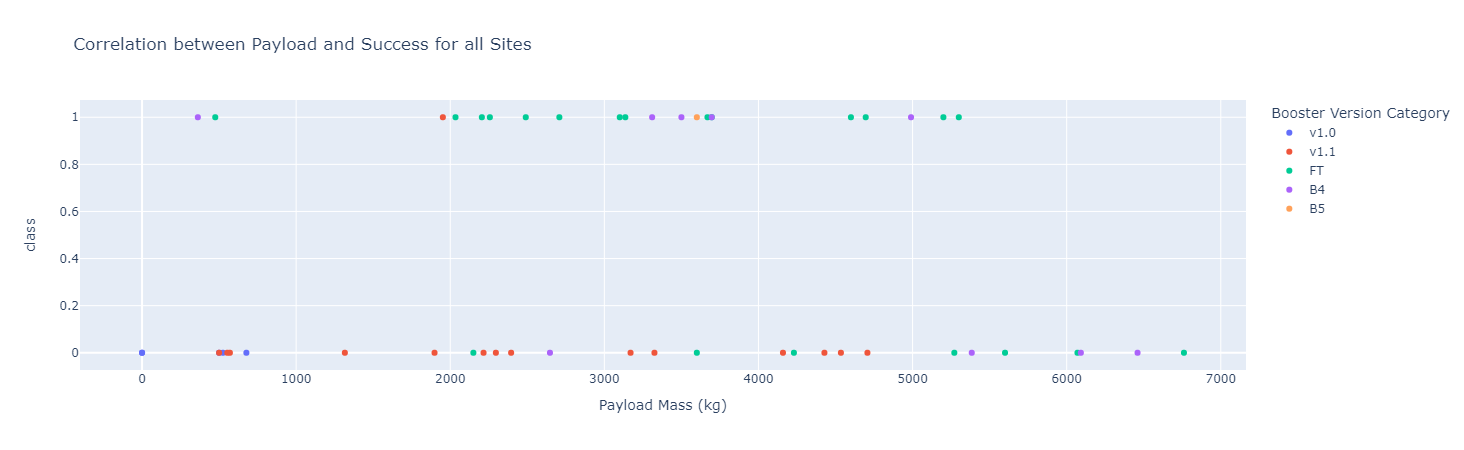 Correlation between Payload and Success for all Sites
1
0.8
0.6
0.4
0.2
0
class
0 1000 2000 3000 4000 5000 6000 7000
Payload Mass (kg)
Booster Version Category
v1.0
v1.1
FT
B4
B5